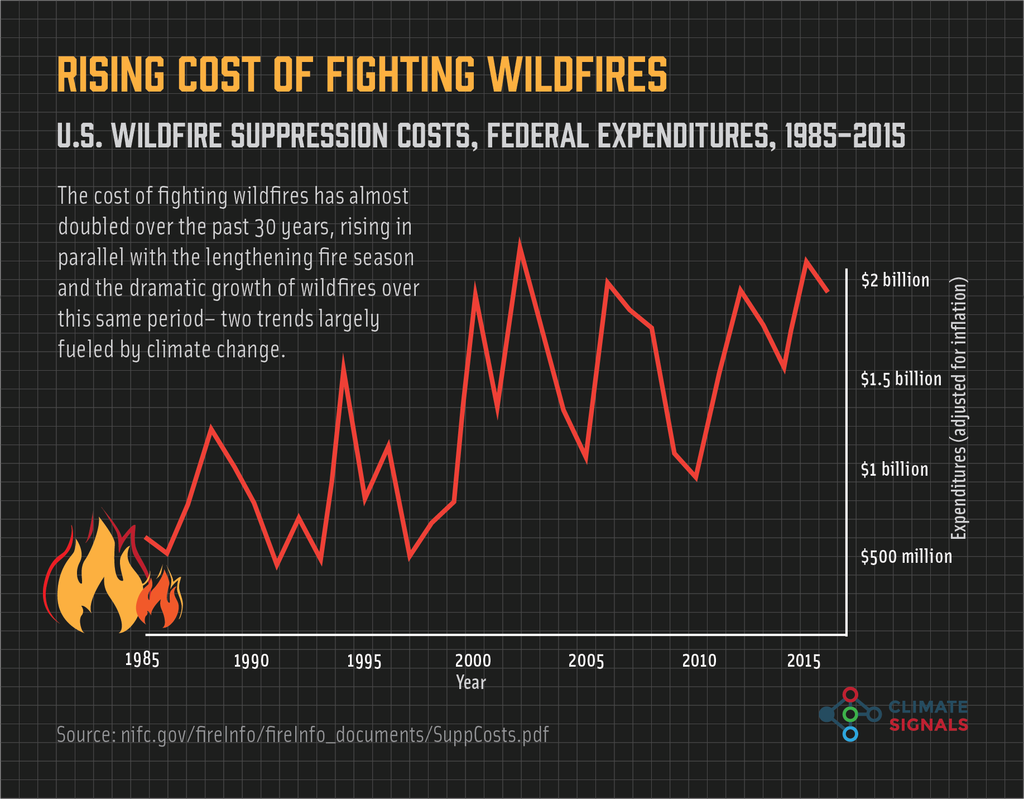 RISING COST OF FIGHTING WILDFIRES
U.S. WILDFIRE SUPPRESSION COSTS, FEDERAL EXPENDITURES, 1985–2015
The cost of fighting wildfires has almost
doubled over the past 30 years, rising in
parallel with the lengthening fire season
and the dramatic growth of wildfires over
this same period– two trends largely
fueled by climate change.
$2 billion
$1.5 billion
$1 billion
$500 million
Expenditures (adjusted for inflation)
1985 1990 1995 2000 2005 2010 2015
Year
Source: nifc.gov/fireInfo/fireInfo_documents/SuppCosts.pdf
CLIMATE
SIGNALS